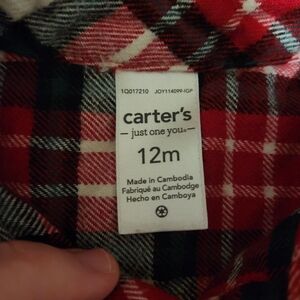 1Q017210 JOY114099-IGP
carter's
just one you®
12m
Made in Cambodia
Fabriqué au Cambodge
Hecho en Camboya